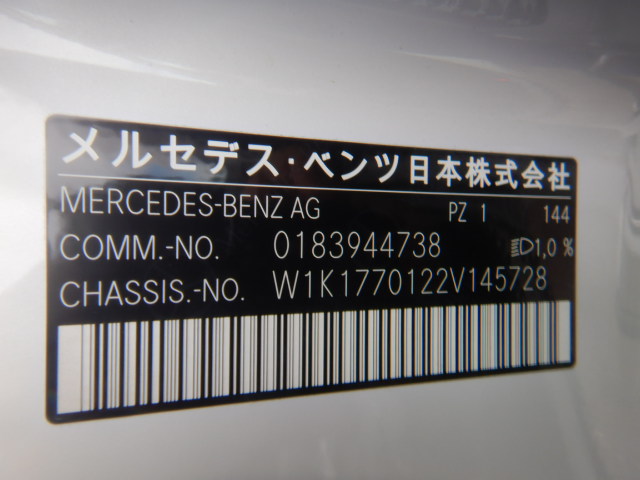 メルセデス・ベンツ日本株式会社
MERCEDES-BENZ AG PZ 1 144
COMM.-NO. 0183944738 1,0 %
CHASSIS.-NO. W1K1770122V145728